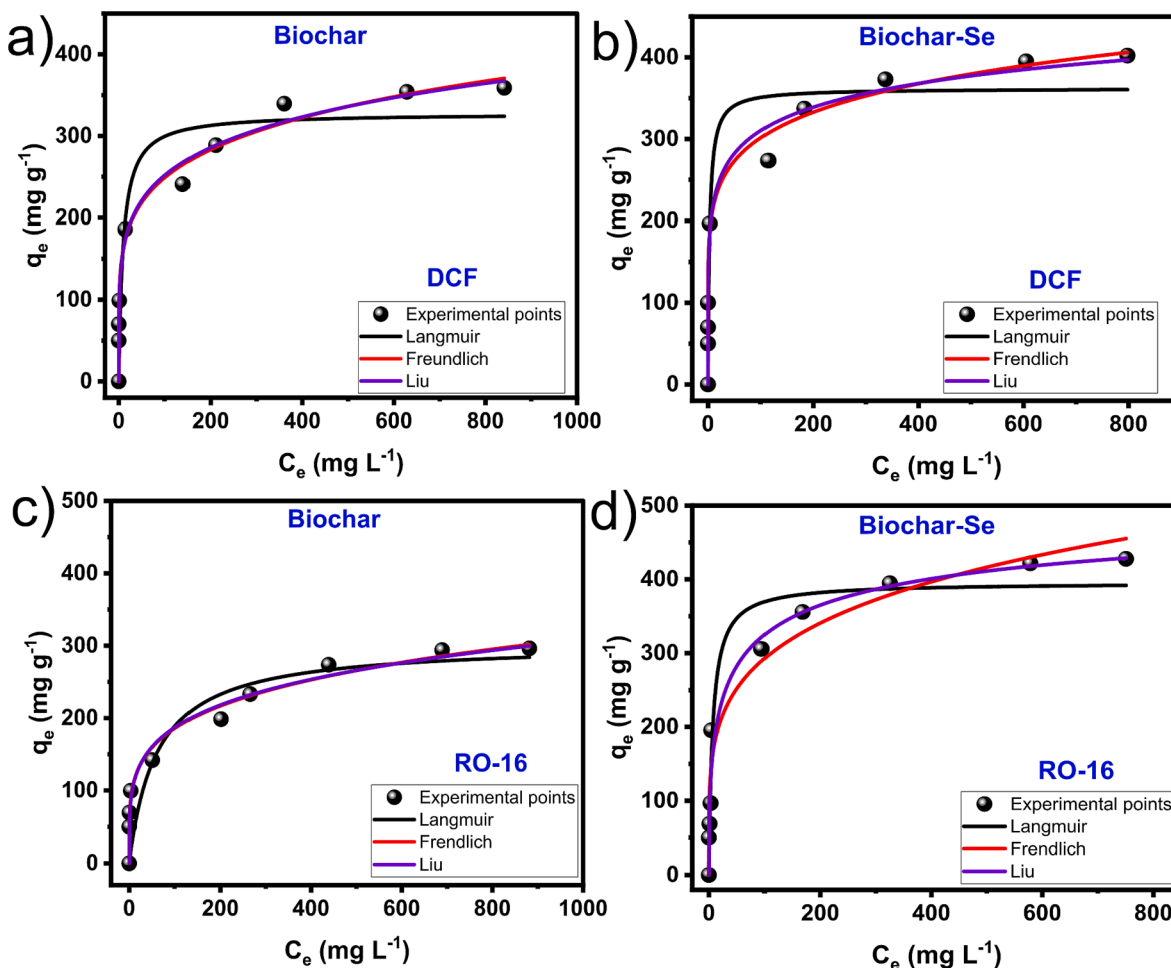 a)
Biochar
400
300
200
100
0
q_e (mg g⁻¹)
DCF
Experimental points
Langmuir
Freundlich
Liu
0 200 400 600 800 1000
C_e (mg L⁻¹)
b)
Biochar-Se
400
300
200
100
0
q_e (mg g⁻¹)
DCF
Experimental points
Langmuir
Frendlich
Liu
0 200 400 600 800
C_e (mg L⁻¹)
c)
Biochar
500
400
300
200
100
0
q_e (mg g⁻¹)
RO-16
Experimental points
Langmuir
Frendlich
Liu
0 200 400 600 800 1000
C_e (mg L⁻¹)
d)
Biochar-Se
500
400
300
200
100
0
q_e (mg g⁻¹)
RO-16
Experimental points
Langmuir
Frendlich
Liu
0 200 400 600 800
C_e (mg L⁻¹)